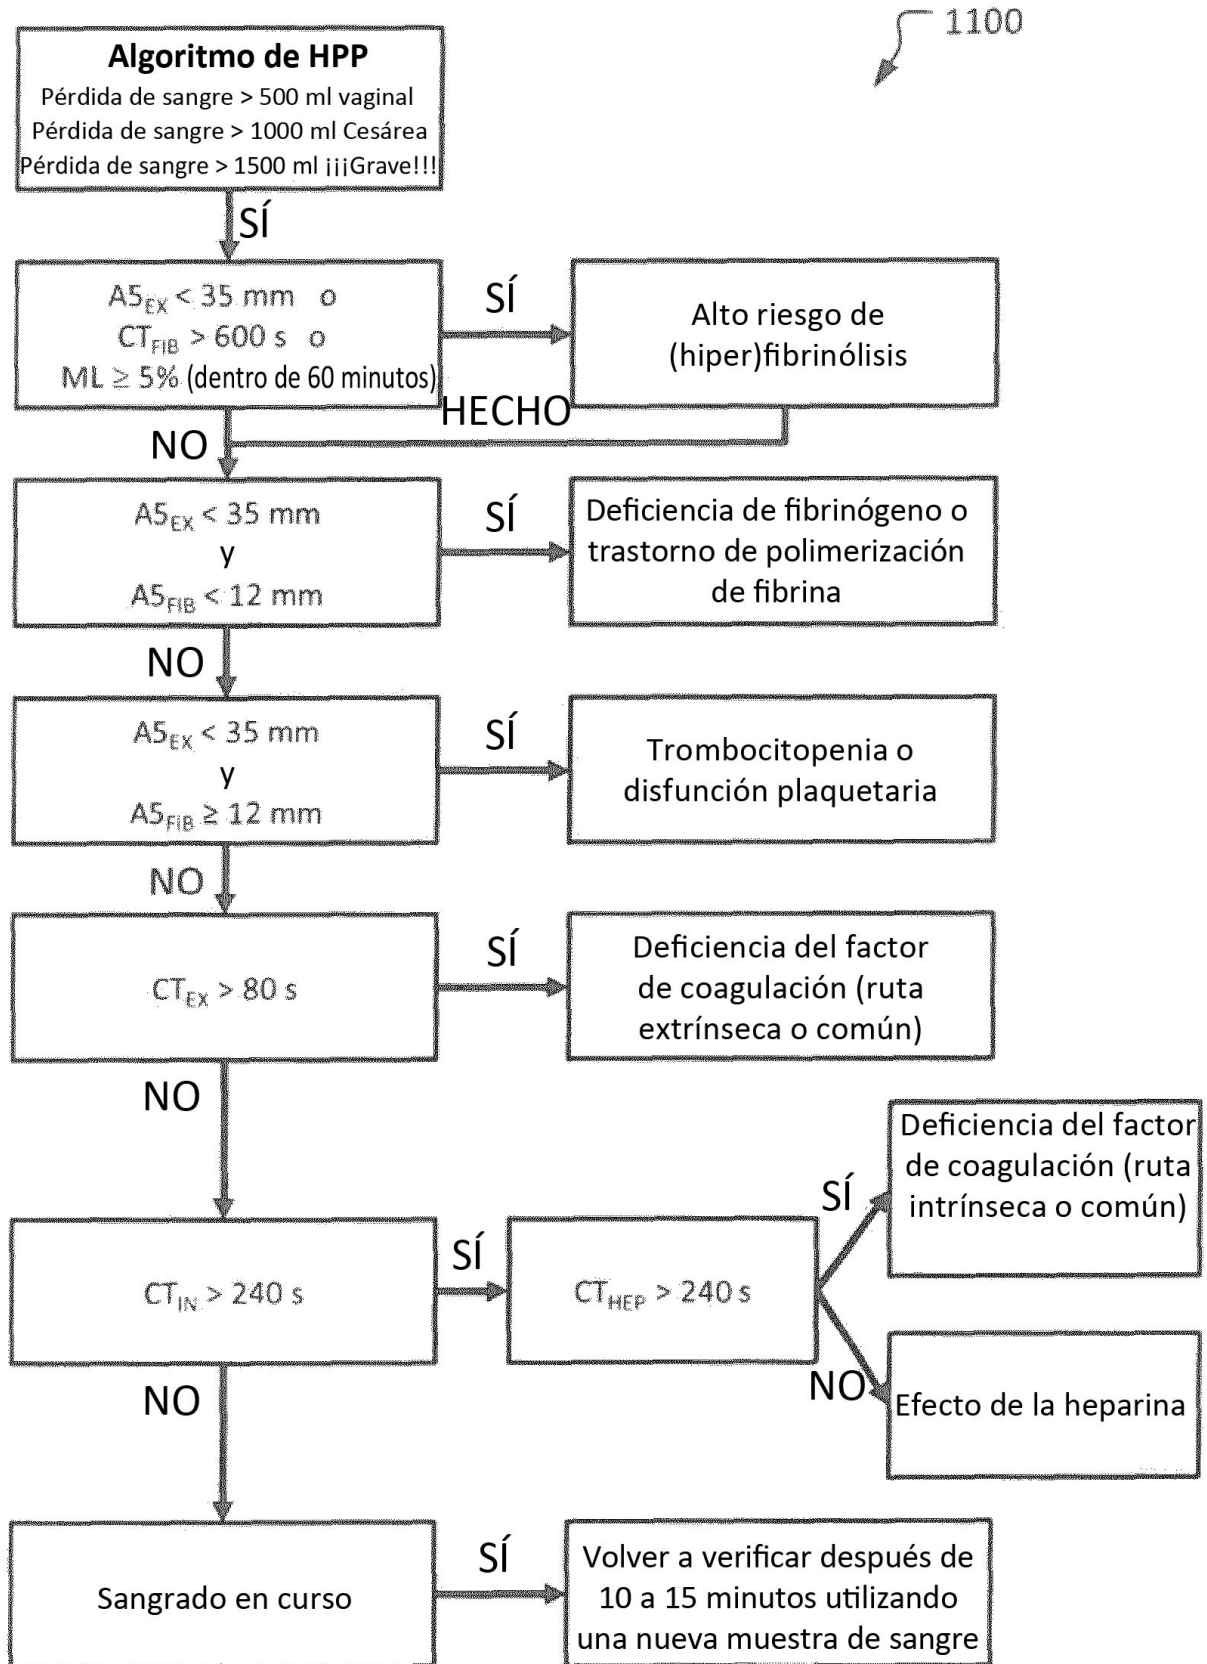 1100
Algoritmo de HPP
Pérdida de sangre > 500 ml vaginal
Pérdida de sangre > 1000 ml Cesárea
Pérdida de sangre > 1500 ml ¡¡¡Grave!!!
SÍ
A5EX < 35 mm o
CTFIB > 600 s o
ML ≥ 5% (dentro de 60 minutos)
SÍ
Alto riesgo de
(hiper)fibrinólisis
HECHO
NO
A5EX < 35 mm
y
A5FIB < 12 mm
SÍ
Deficiencia de fibrinógeno o
trastorno de polimerización
de fibrina
NO
A5EX < 35 mm
y
A5FIB ≥ 12 mm
SÍ
Trombocitopenia o
disfunción plaquetaria
NO
CTEX > 80 s
SÍ
Deficiencia del factor
de coagulación (ruta
extrínseca o común)
NO
CTIN > 240 s
SÍ
CTHEP > 240 s
SÍ
Deficiencia del factor
de coagulación (ruta
intrínseca o común)
NO
Efecto de la heparina
NO
Sangrado en curso
SÍ
Volver a verificar después de
10 a 15 minutos utilizando
una nueva muestra de sangre